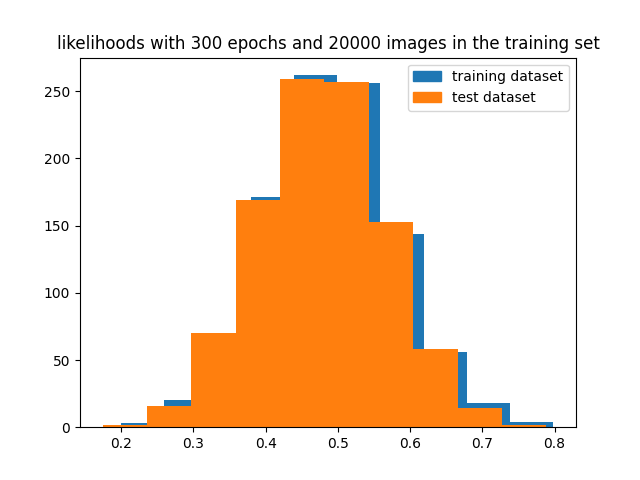 likelihoods with 300 epochs and 20000 images in the training set
training dataset
test dataset
250
200
150
100
50
0
0.2 0.3 0.4 0.5 0.6 0.7 0.8